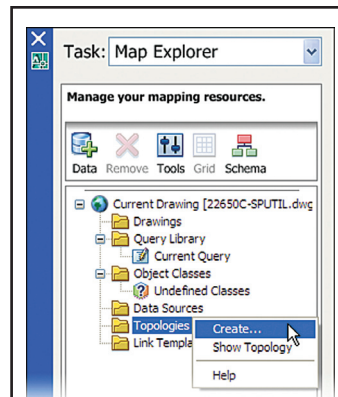 Task: Map Explorer
Manage your mapping resources.
Data Remove Tools Grid Schema
Current Drawing [22650C-SPUTIL.dwg
Drawings
Query Library
Current Query
Object Classes
Undefined Classes
Data Sources
Topologies Create...
Link Templa Show Topology
Help